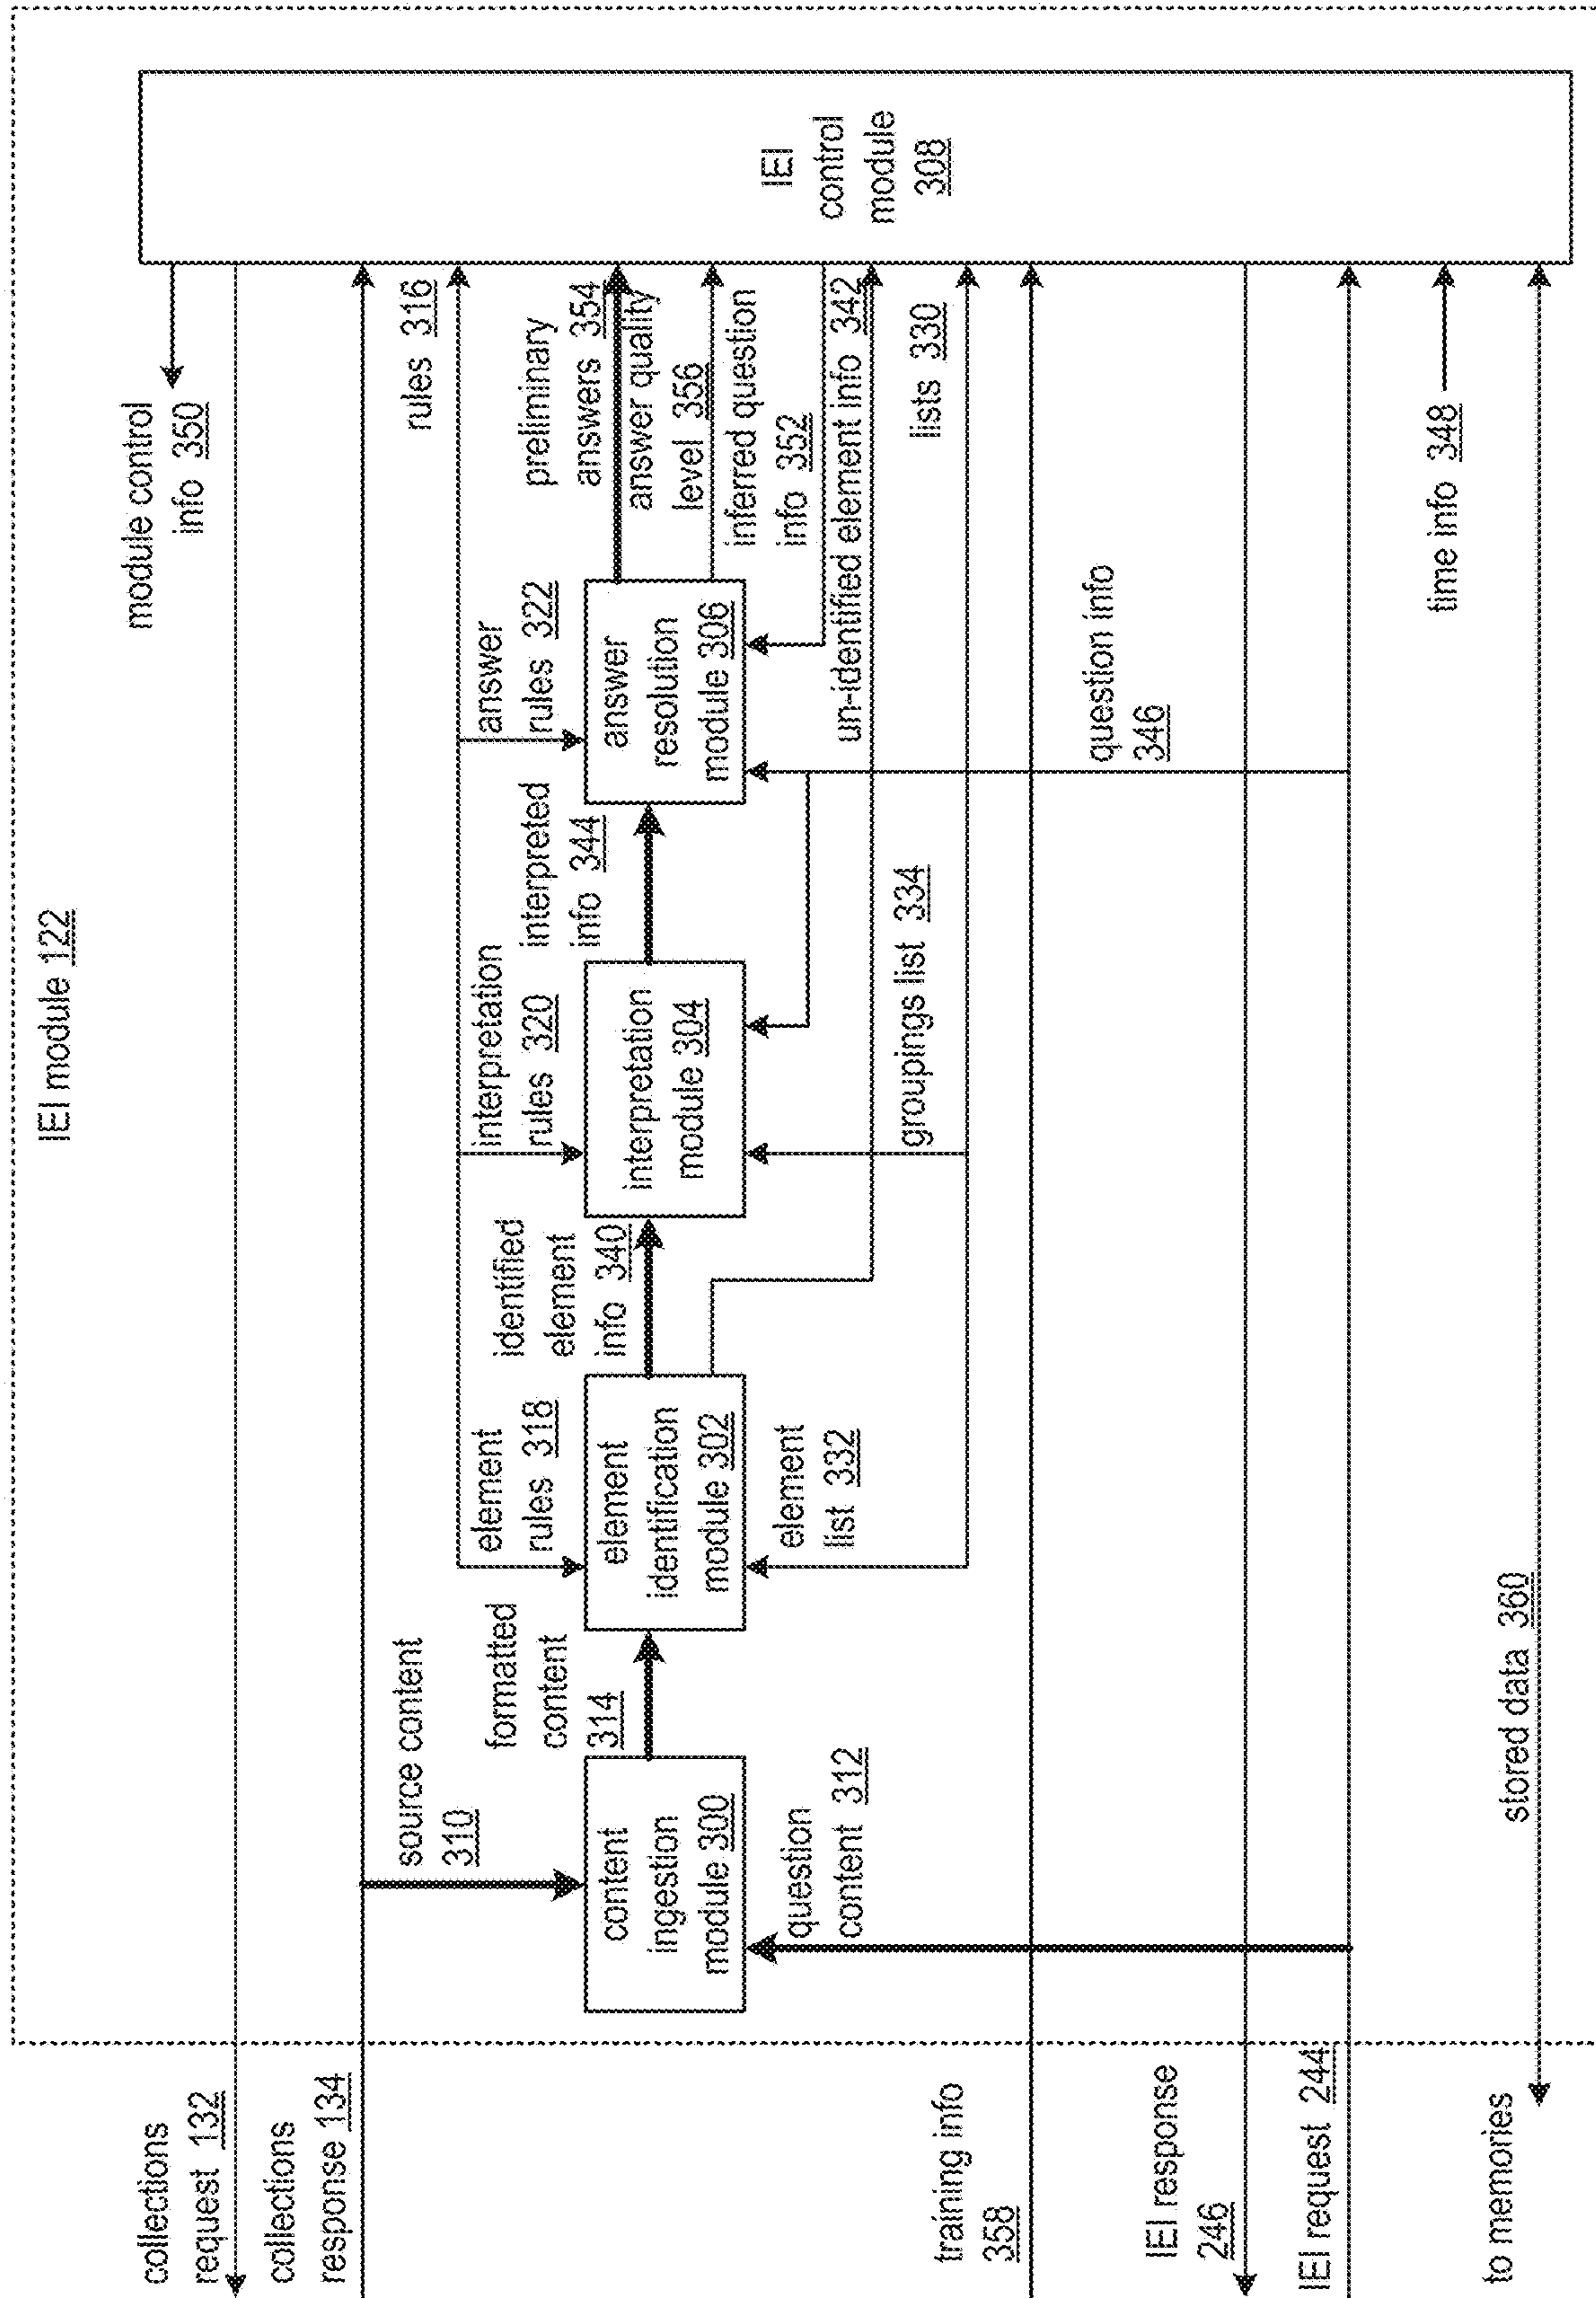 IEI module 122
collections
request 132
collections
response 134
module control
info 350
source content
310
rules 316
element
rules 318
interpretation
rules 320
answer
rules 322
formatted
content
314
identified
element
info 340
interpreted
info 344
preliminary
answers 354
answer quality
level 356
inferred question
info 352
content
ingestion
module 300
element
identification
module 302
interpretation
module 304
answer
resolution
module 306
IEI
control
module
308
question
content 312
element
list 332
un-identified element info 342
groupings list 334
lists 330
training info
358
question info
346
IEI response
246
IEI request 244
time info 348
stored data 360
to memories